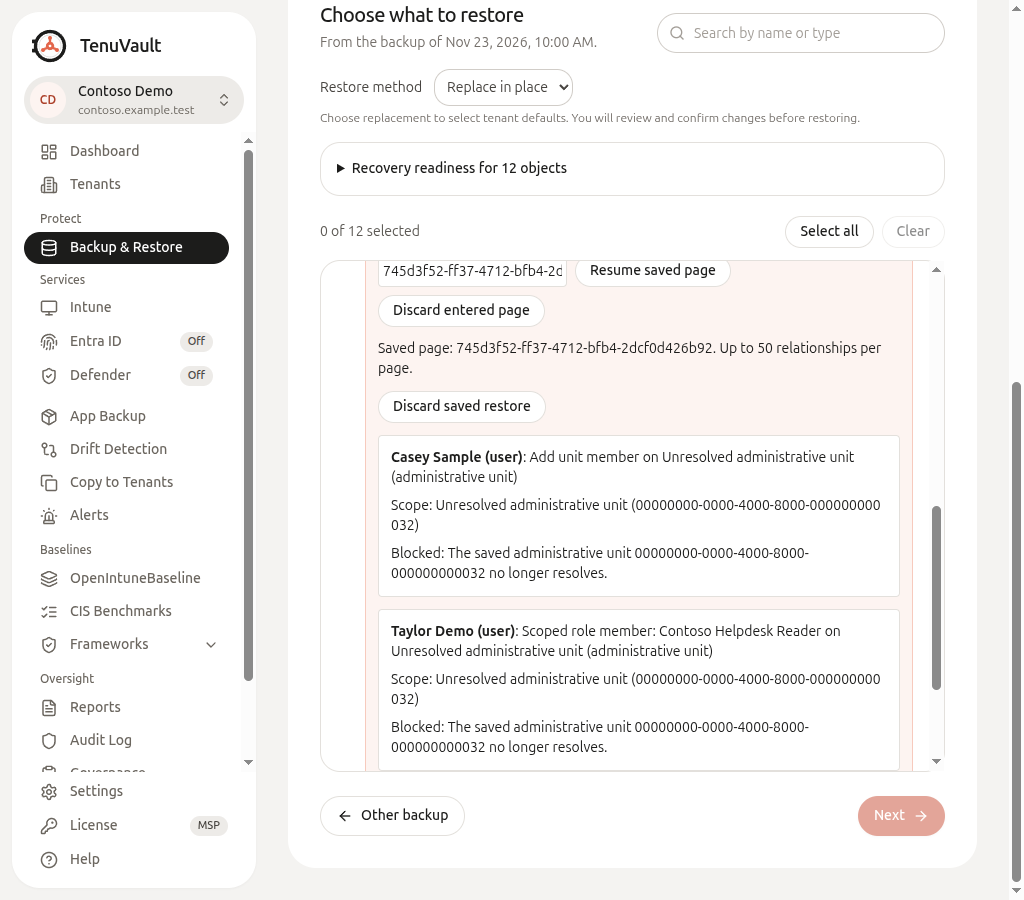 TenuVault
CD
Contoso Demo
contoso.example.test
Dashboard
Tenants
Protect
Backup & Restore
Services
Intune
Entra ID
Off
Defender
Off
App Backup
Drift Detection
Copy to Tenants
Alerts
Baselines
OpenIntuneBaseline
CIS Benchmarks
Frameworks
Oversight
Reports
Audit Log
Governance
Settings
License
MSP
Help
Choose what to restore
From the backup of Nov 23, 2026, 10:00 AM.
Search by name or type
Restore method
Replace in place
Choose replacement to select tenant defaults. You will review and confirm changes before restoring.
Recovery readiness for 12 objects
0 of 12 selected
Select all
Clear
745d3f52-ff37-4712-bfb4-2d
Resume saved page
Discard entered page
Saved page: 745d3f52-ff37-4712-bfb4-2dcf0d426b92. Up to 50 relationships per
page.
Discard saved restore
Casey Sample (user): Add unit member on Unresolved administrative unit
(administrative unit)
Scope: Unresolved administrative unit (00000000-0000-4000-8000-000000000
032)
Blocked: The saved administrative unit 00000000-0000-4000-8000-
000000000032 no longer resolves.
Taylor Demo (user): Scoped role member: Contoso Helpdesk Reader on
Unresolved administrative unit (administrative unit)
Scope: Unresolved administrative unit (00000000-0000-4000-8000-000000000
032)
Blocked: The saved administrative unit 00000000-0000-4000-8000-
000000000032 no longer resolves.
Other backup
Next